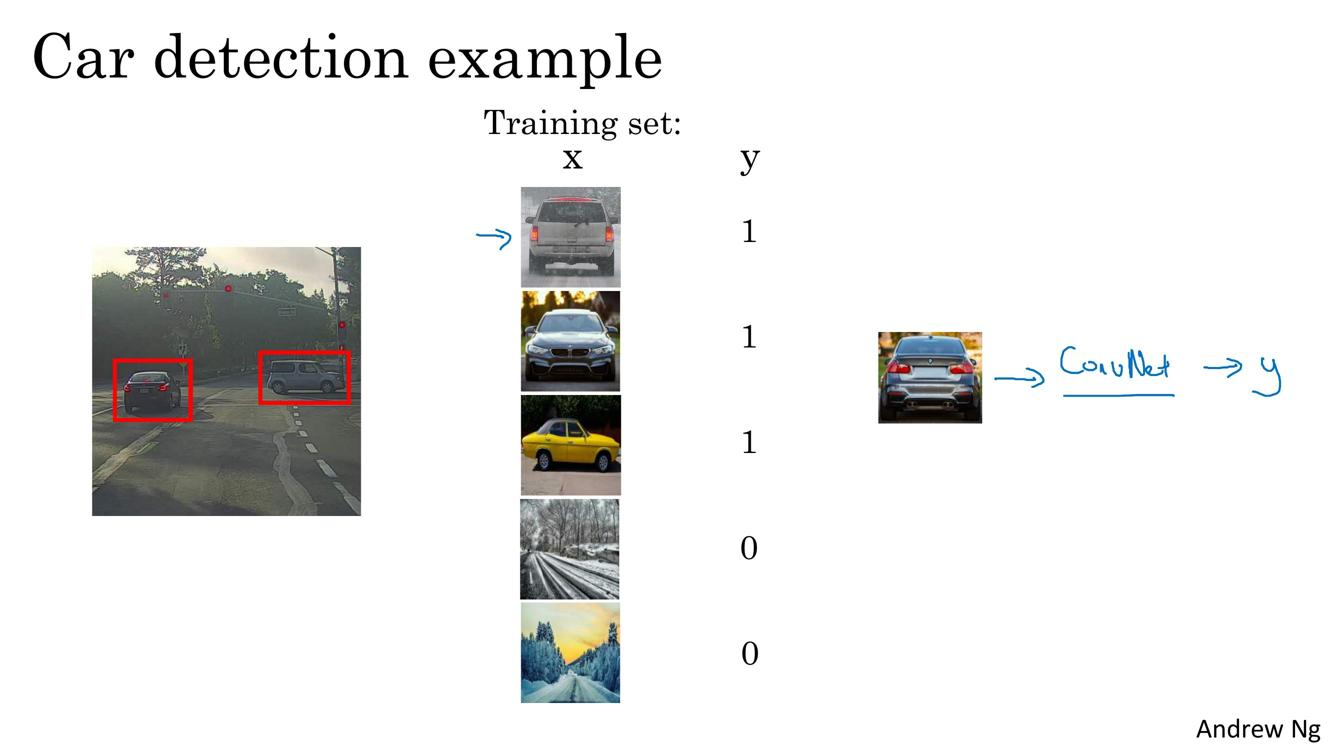 Car detection example
Training set:
x y
1
1
1
0
0
→ ConvNet → y
Andrew Ng